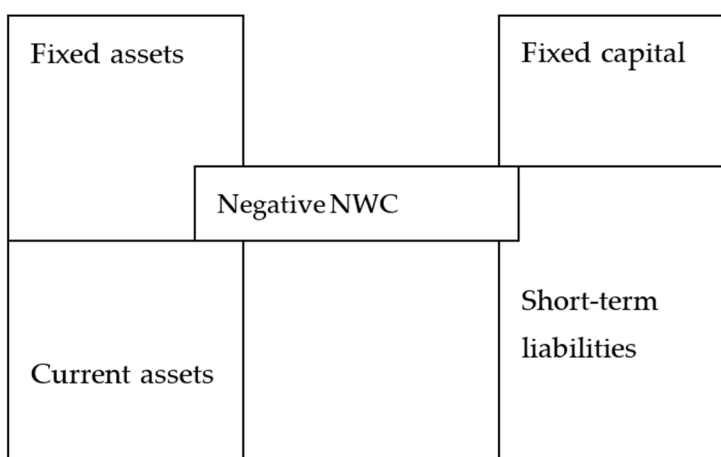 Fixed assets
Fixed capital
Negative NWC
Short-term
liabilities
Current assets